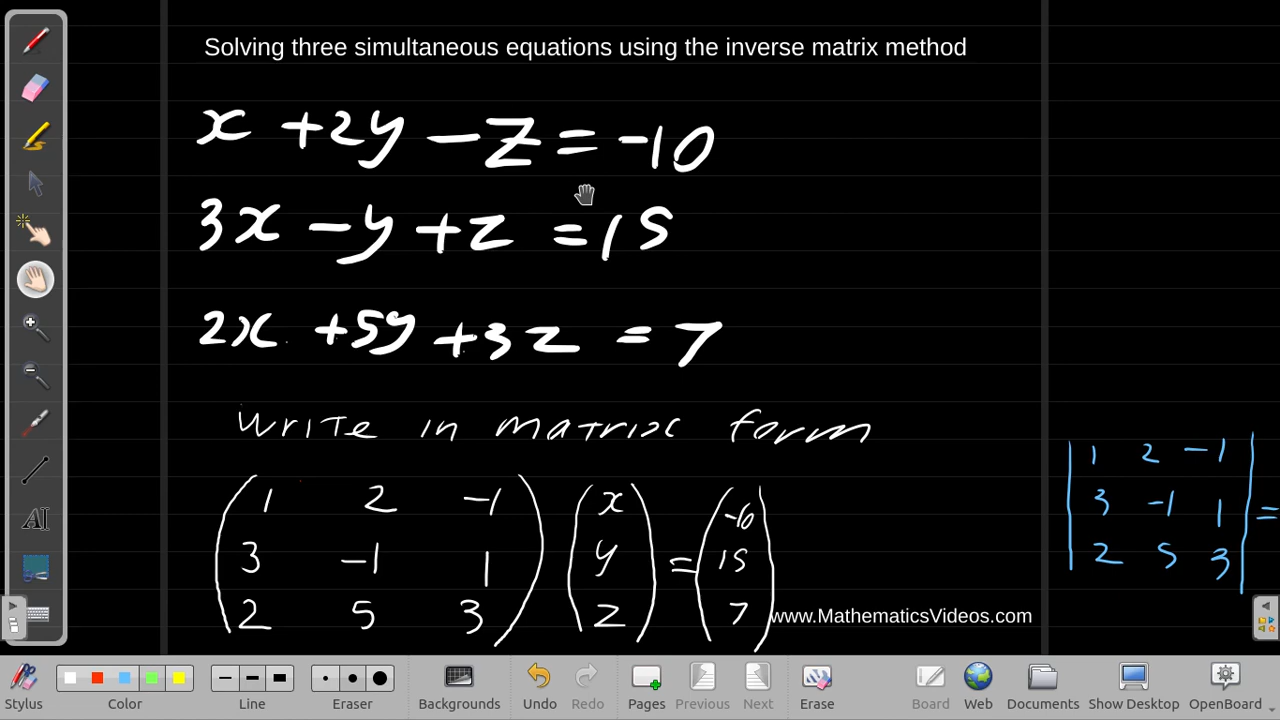 Solving three simultaneous equations using the inverse matrix method
x + 2y - z = -10
3x - y + z = 15
2x + 5y + 3z = 7
Write in matrix form
1 2 -1 x -10
3 -1 1 y = 15
2 5 3 z 7
1 2 -1
3 -1 1 =
2 5 3
www.MathematicsVideos.com
Stylus Color Line Eraser Backgrounds Undo Redo Pages Previous Next Erase Board Web Documents Show Desktop OpenBoard